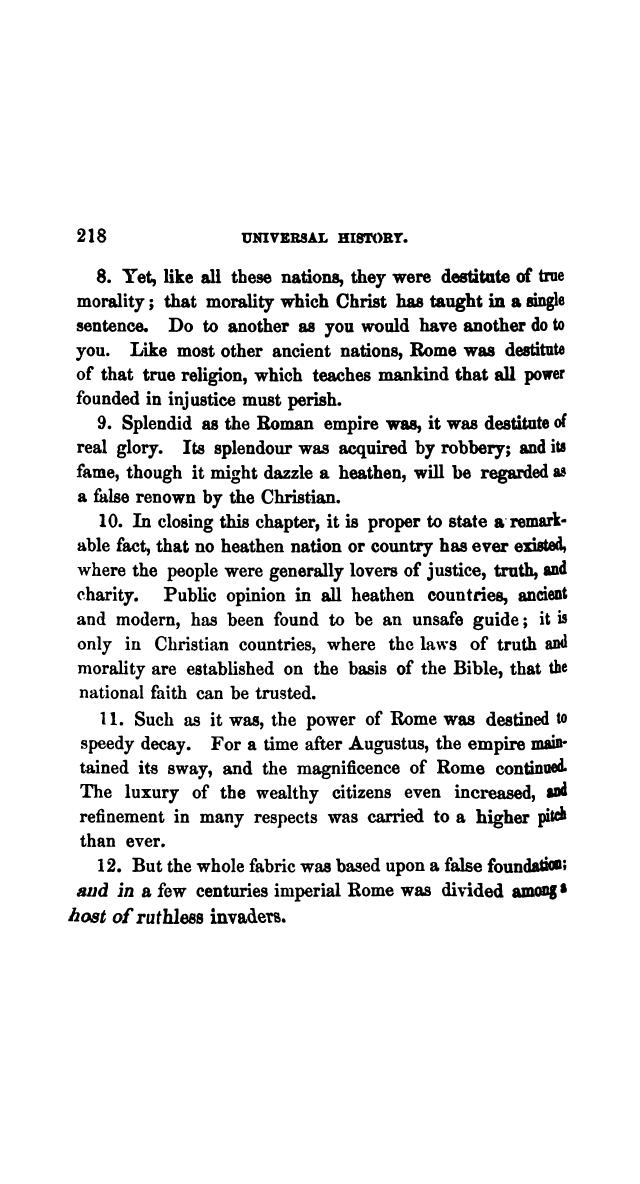 218 UNIVERSAL HISTORY.
8. Yet, like all these nations, they were destitute of true
morality; that morality which Christ has taught in a single
sentence. Do to another as you would have another do to
you. Like most other ancient nations, Rome was destitute
of that true religion, which teaches mankind that all power
founded in injustice must perish.
9. Splendid as the Roman empire was, it was destitute of
real glory. Its splendour was acquired by robbery; and its
fame, though it might dazzle a heathen, will be regarded as
a false renown by the Christian.
10. In closing this chapter, it is proper to state a remark-
able fact, that no heathen nation or country has ever existed,
where the people were generally lovers of justice, truth, and
charity. Public opinion in all heathen countries, ancient
and modern, has been found to be an unsafe guide; it is
only in Christian countries, where the laws of truth and
morality are established on the basis of the Bible, that the
national faith can be trusted.
11. Such as it was, the power of Rome was destined to
speedy decay. For a time after Augustus, the empire main-
tained its sway, and the magnificence of Rome continued.
The luxury of the wealthy citizens even increased, and
refinement in many respects was carried to a higher pitch
than ever.
12. But the whole fabric was based upon a false foundation;
and in a few centuries imperial Rome was divided among a
host of ruthless invaders.